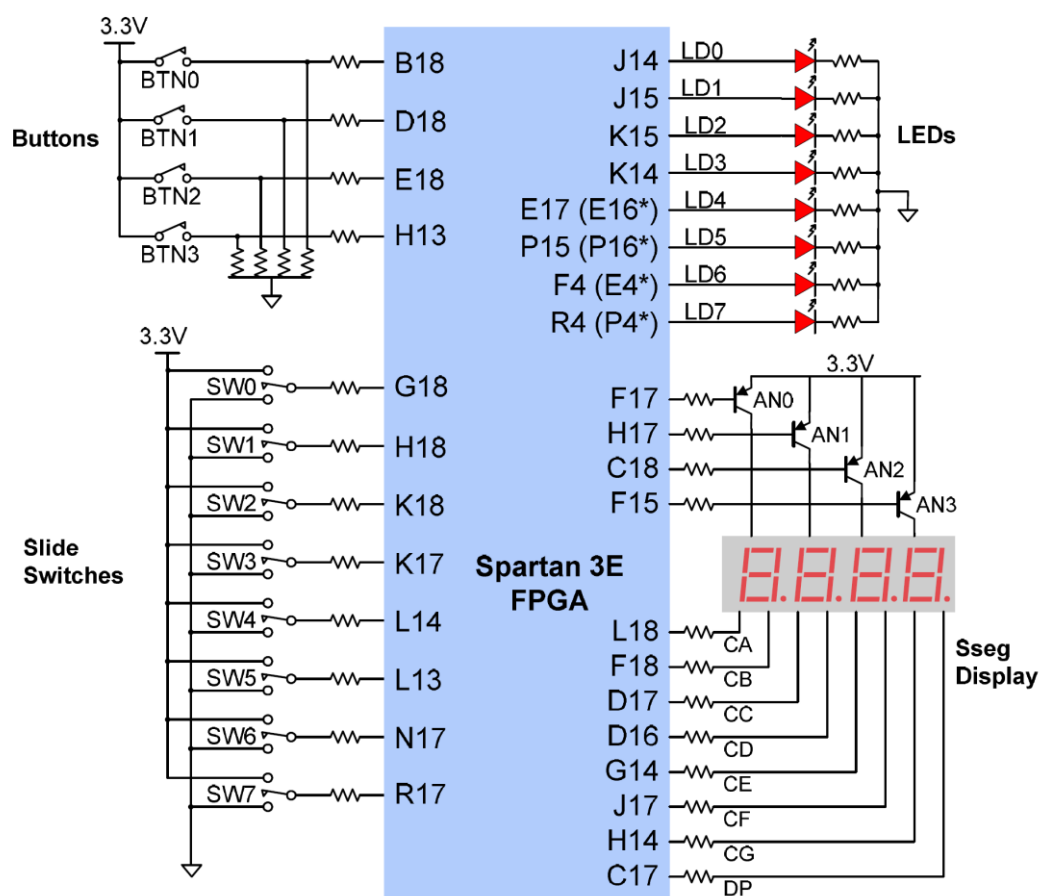 3.3V
BTN0
B18
BTN1
D18
Buttons
BTN2
E18
BTN3
H13
J14 LD0
J15 LD1
K15 LD2
LEDs
K14 LD3
E17 (E16*) LD4
P15 (P16*) LD5
F4 (E4*) LD6
R4 (P4*) LD7
3.3V
SW0
G18
SW1
H18
SW2
K18
Slide
Switches
SW3
K17
SW4
L14
SW5
L13
SW6
N17
SW7
R17
Spartan 3E
FPGA
3.3V
F17
AN0
H17
AN1
C18
AN2
F15
AN3
8.8.8.8.
L18
CA
F18
CB
D17
CC
D16
CD
G14
CE
J17
CF
H14
CG
C17
DP
Sseg
Display